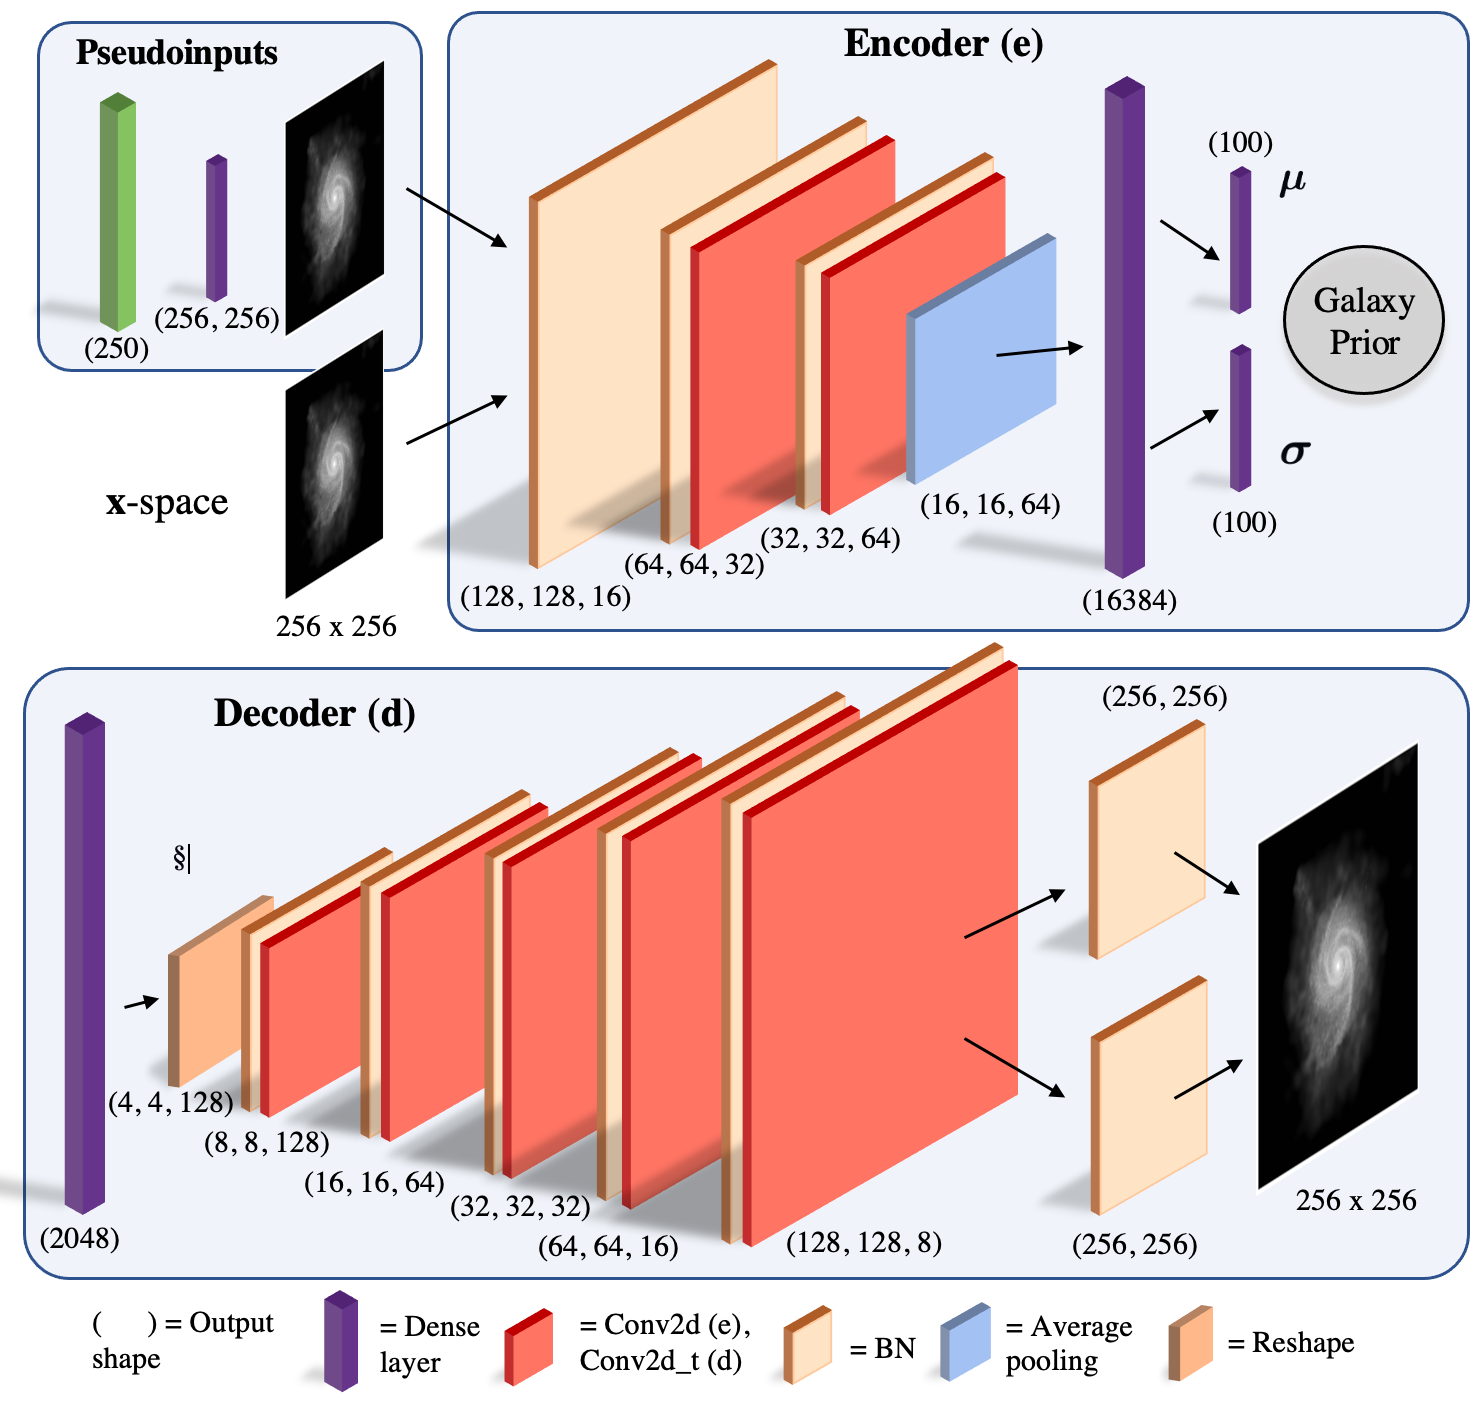 Pseudoinputs
(250)
(256, 256)
x-space
256 x 256
Encoder (e)
(128, 128, 16)
(64, 64, 32)
(32, 32, 64)
(16, 16, 64)
(16384)
(100)
μ
Galaxy
Prior
σ
(100)
Decoder (d)
§|
(2048)
(4, 4, 128)
(8, 8, 128)
(16, 16, 64)
(32, 32, 32)
(64, 64, 16)
(128, 128, 8)
(256, 256)
(256, 256)
256 x 256
( ) = Output
shape
= Dense
layer
= Conv2d (e),
Conv2d_t (d)
= BN
= Average
pooling
= Reshape